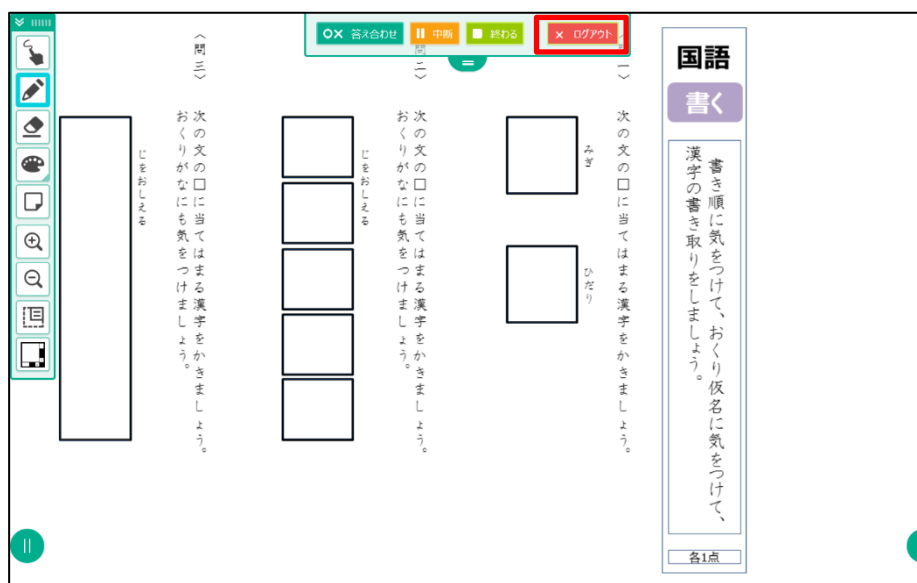 OX 答え合わせ
中断
終わる
× ログアウト
国語
書く
書き順に気をつけて、おくり仮名に気をつけて、
漢字の書き取りをしましょう。
各1点
次の文の□に当てはまる漢字をかきましょう。
みぎ
ひだり
二〉
次の文の□に当てはまる漢字をかきましょう。
おくりがなにも気をつけましょう。
じをおしえる
〈問三〉
次の文の□に当てはまる漢字をかきましょう。
おくりがなにも気をつけましょう。
じをおしえる